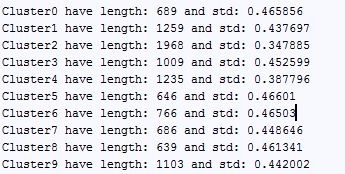 Cluster0 have length: 689 and std: 0.465856
Cluster1 have length: 1259 and std: 0.437697
Cluster2 have length: 1968 and std: 0.347885
Cluster3 have length: 1009 and std: 0.452599
Cluster4 have length: 1235 and std: 0.387796
Cluster5 have length: 646 and std: 0.46601
Cluster6 have length: 766 and std: 0.46503
Cluster7 have length: 686 and std: 0.448646
Cluster8 have length: 639 and std: 0.461341
Cluster9 have length: 1103 and std: 0.442002